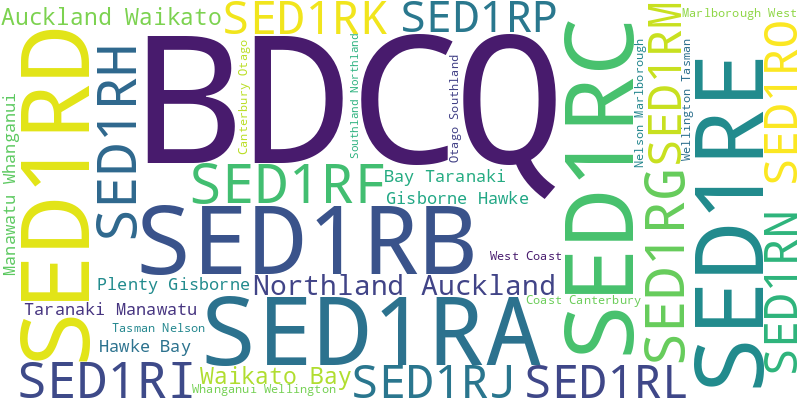 Auckland Waikato
SED1RK
SED1RP
Marlborough West
BDCQ
SED1RD
SED1RH
Manawatu Whanganui
Canterbury Otago
Southland Northland
Otago Southland
SED1RC
Nelson Marlborough
SED1RM
Wellington Tasman
SED1RE
SED1RO
SED1RF
Bay Taranaki
Gisborne Hawke
SED1RG
SED1RB
SED1RN
West Coast
Plenty Gisborne
Northland Auckland
Coast Canterbury
Taranaki Manawatu
SED1RA
Tasman Nelson
Hawke Bay
SED1RI
Waikato Bay
Whanganui Wellington
SED1RJ
SED1RL